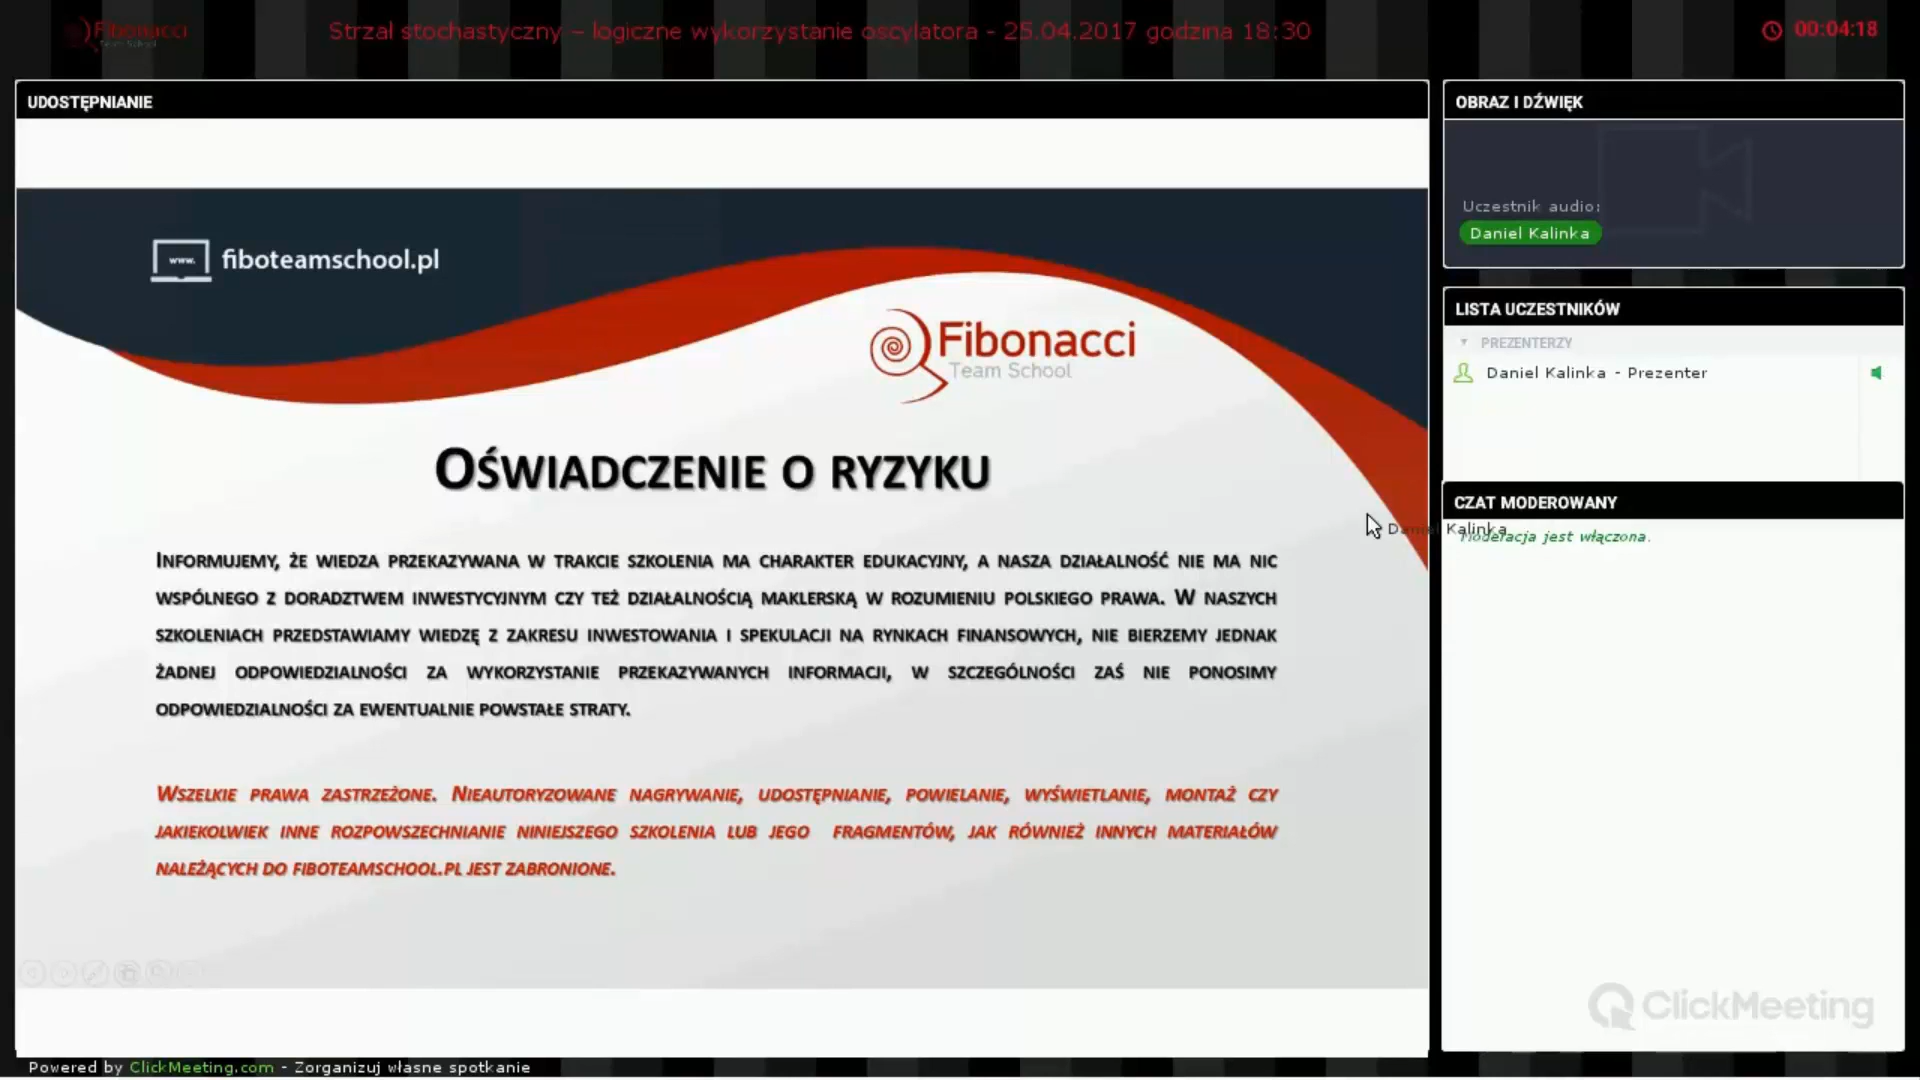 Fibonacci
Team School
Strzał stochastyczny – logiczne wykorzystanie oscylatora - 25.04.2017 godzina 18:30
00:04:18
UDOSTĘPNIANIE
www.
fiboteamschool.pl
Fibonacci
Team School
Oświadczenie o ryzyku
Informujemy, że wiedza przekazywana w trakcie szkolenia ma charakter edukacyjny, a nasza działalność nie ma nic
wspólnego z doradztwem inwestycyjnym czy też działalnością maklerską w rozumieniu polskiego prawa. W naszych
szkoleniach przedstawiamy wiedzę z zakresu inwestowania i spekulacji na rynkach finansowych, nie bierzemy jednak
żadnej odpowiedzialności za wykorzystanie przekazywanych informacji, w szczególności zaś nie ponosimy
odpowiedzialności za ewentualnie powstałe straty.
Wszelkie prawa zastrzeżone. Nieautoryzowane nagrywanie, udostępnianie, powielanie, wyświetlanie, montaż czy
jakiekolwiek inne rozpowszechnianie niniejszego szkolenia lub jego fragmentów, jak również innych materiałów
należących do fiboteamschool.pl jest zabronione.
Daniel Kalinka
OBRAZ I DŹWIĘK
Uczestnik audio:
Daniel Kalinka
LISTA UCZESTNIKÓW
PREZENTERZY
Daniel Kalinka - Prezenter
CZAT MODEROWANY
Moderacja jest włączona.
ClickMeeting
Powered by ClickMeeting.com - Zorganizuj własne spotkanie